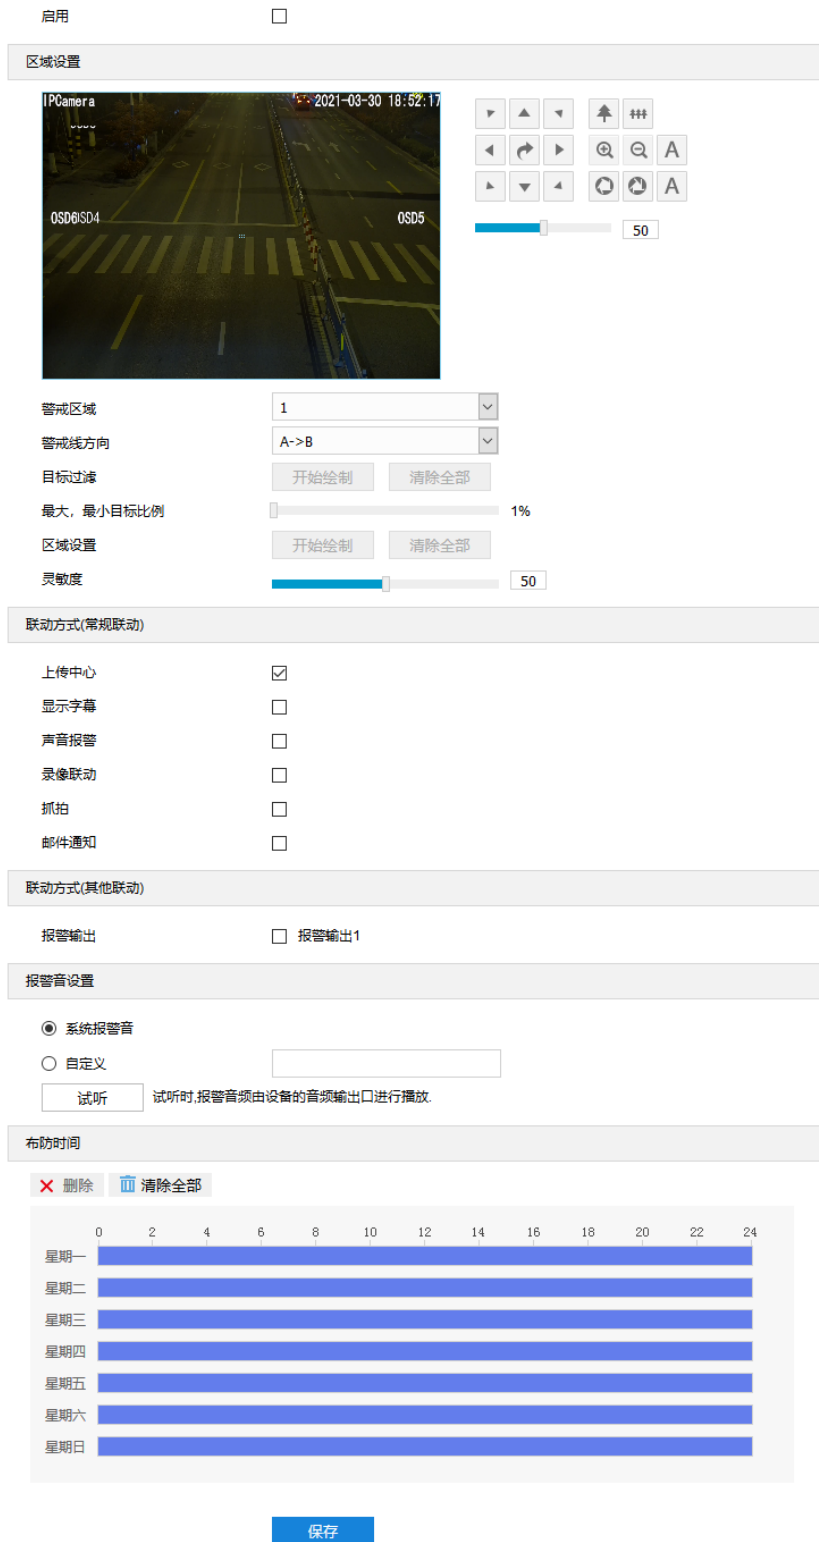 启用
区域设置
IPCamera 2021-03-30 18:52:17
OSD4 OSD6 OSD5
A
A
50
警戒区域 1
警戒线方向 A->B
目标过滤 开始绘制 清除全部
最大，最小目标比例 1%
区域设置 开始绘制 清除全部
灵敏度 50
联动方式(常规联动)
上传中心
显示字幕
声音报警
录像联动
抓拍
邮件通知
联动方式(其他联动)
报警输出 报警输出1
报警音设置
系统报警音
自定义
试听 试听时,报警音频由设备的音频输出口进行播放.
布防时间
删除 清除全部
0 2 4 6 8 10 12 14 16 18 20 22 24
星期一
星期二
星期三
星期四
星期五
星期六
星期日
保存